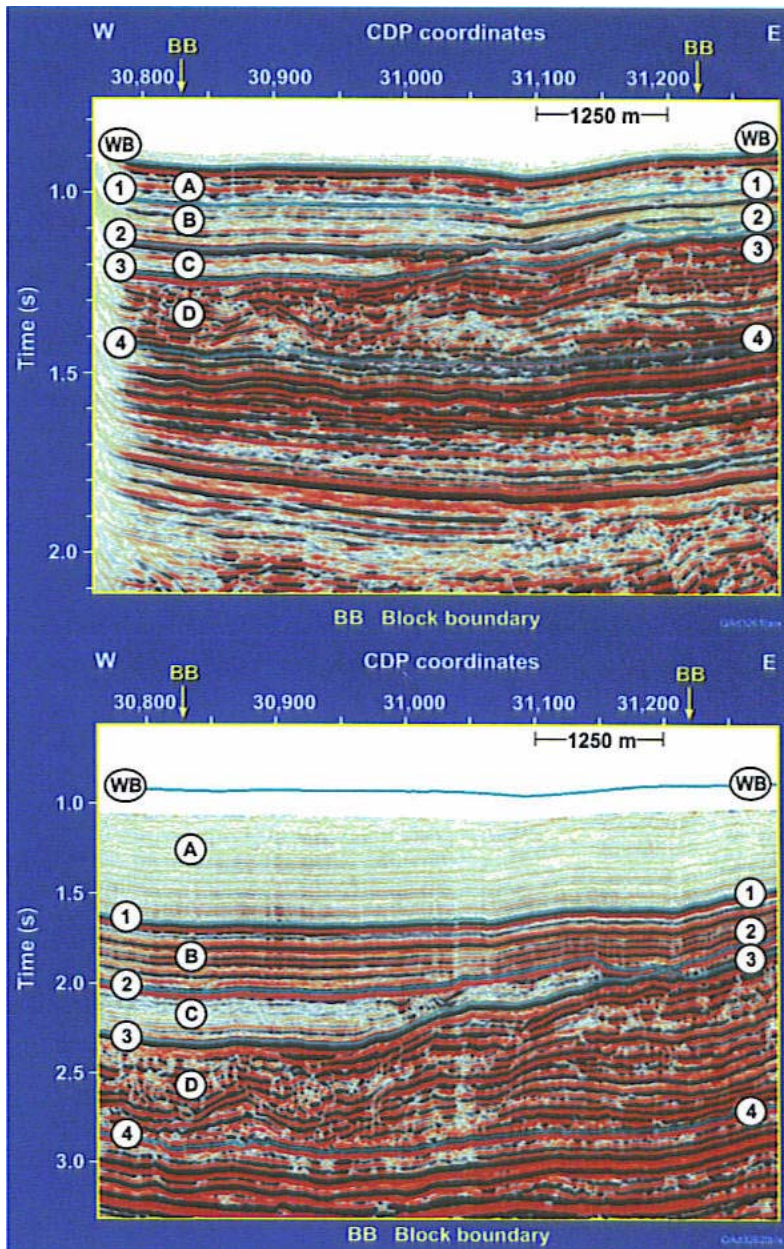 W CDP coordinates E
BB BB
30,800 30,900 31,000 31,100 31,200
1250 m
WB WB
1.0
1 A 1
B
2 2
3 C 3
D
4 4
1.5
2.0
Time (s)
BB Block boundary
W CDP coordinates E
BB BB
30,800 30,900 31,000 31,100 31,200
1250 m
WB WB
1.0
A
1.5
1 1
2
B
3
2.0
2
C
3
2.5
D
4
4
3.0
Time (s)
BB Block boundary